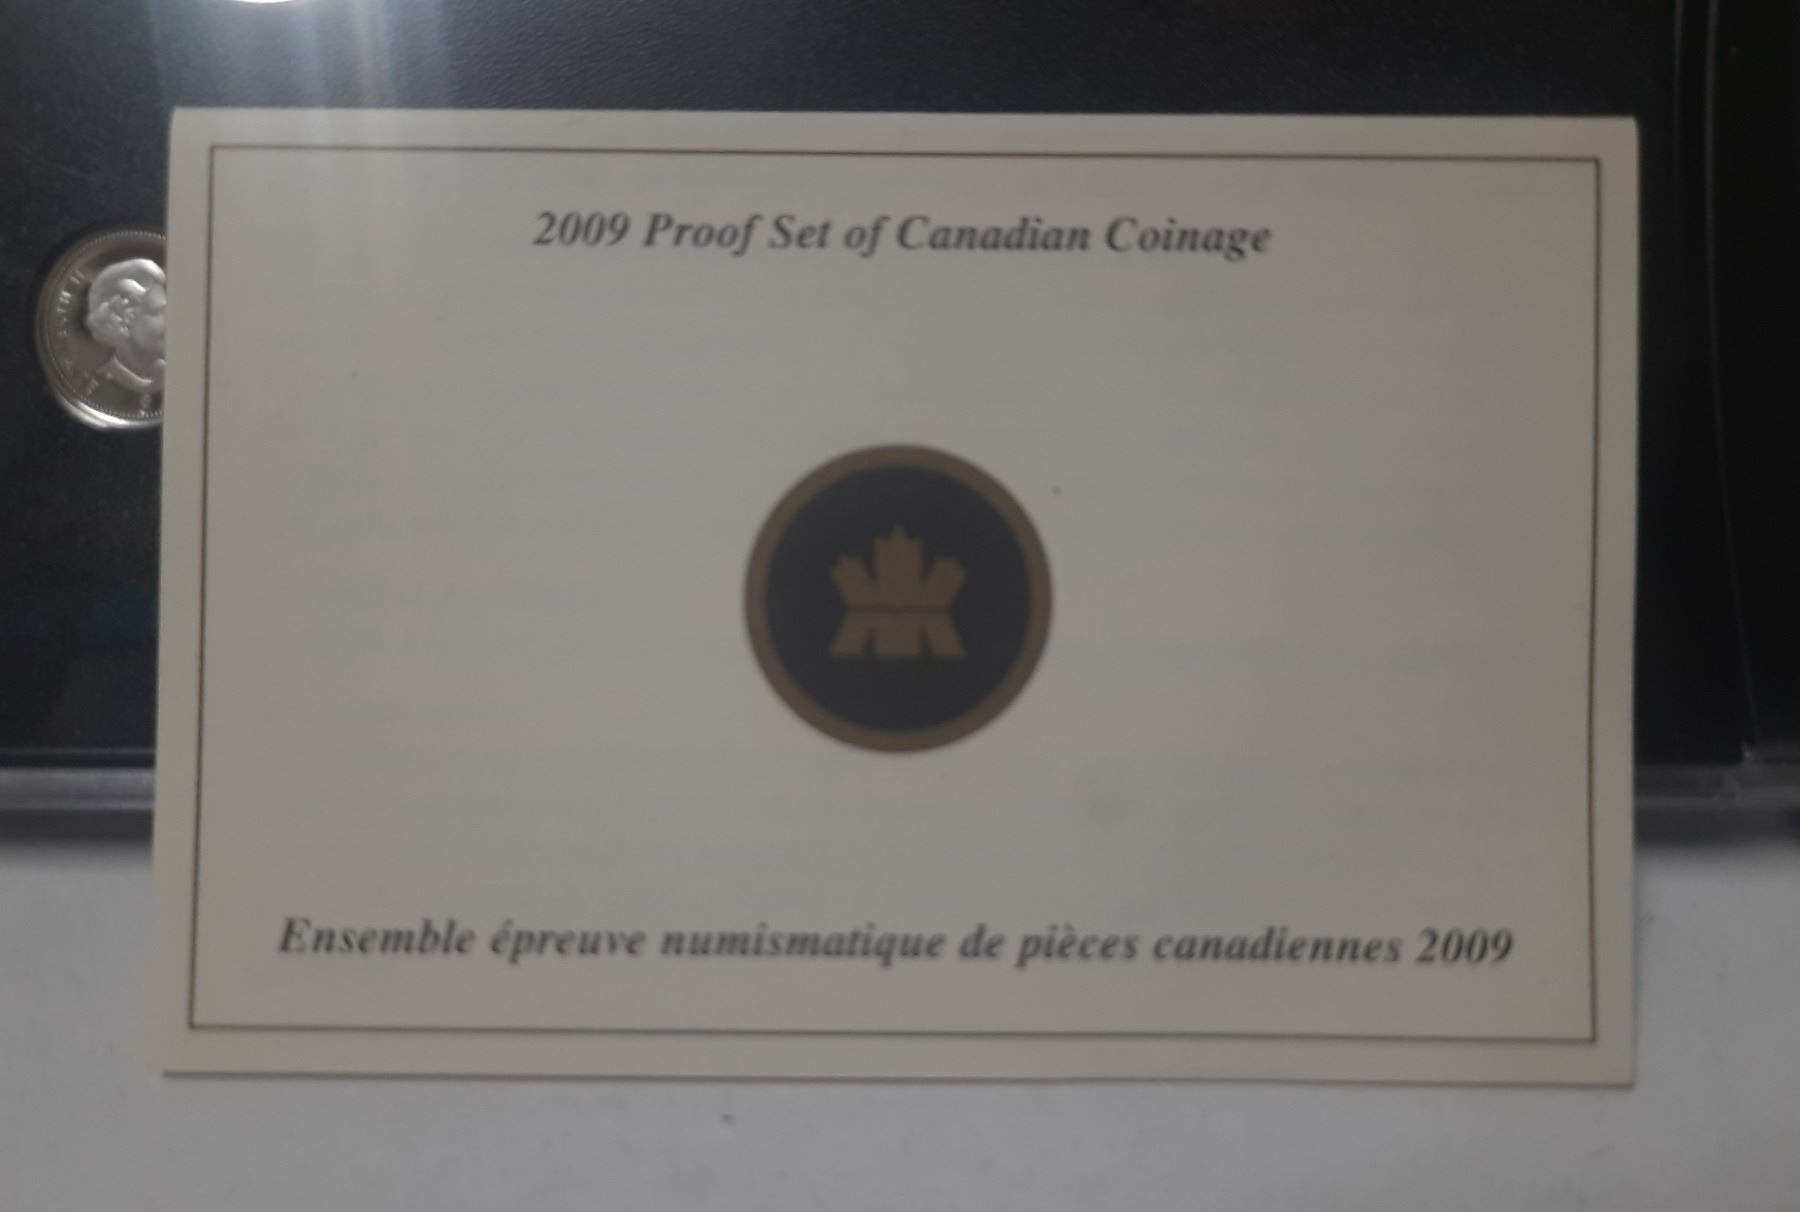 2009 Proof Set of Canadian Coinage
Ensemble épreuve numismatique de pièces canadiennes 2009